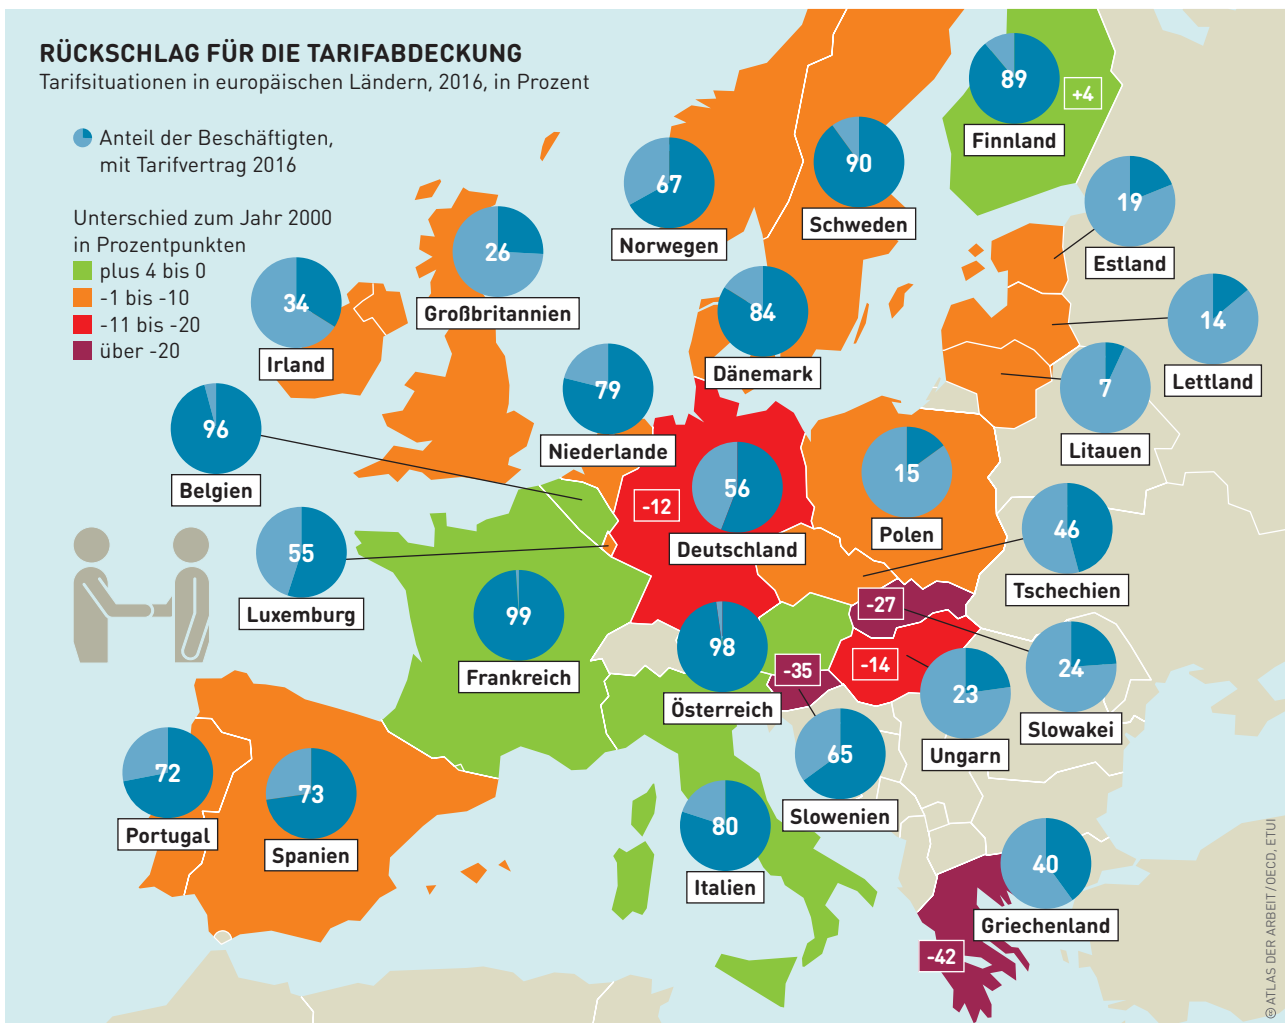 RÜCKSCHLAG FÜR DIE TARIFABDECKUNG
Tarifsituationen in europäischen Ländern, 2016, in Prozent
Anteil der Beschäftigten,
mit Tarifvertrag 2016
Unterschied zum Jahr 2000
in Prozentpunkten
plus 4 bis 0
-1 bis -10
-11 bis -20
über -20
89
+4
Finnland
67
Norwegen
90
Schweden
19
Estland
26
Großbritannien
34
Irland
84
Dänemark
14
Lettland
79
Niederlande
7
Litauen
96
Belgien
56
-12
Deutschland
15
Polen
46
Tschechien
55
Luxemburg
99
Frankreich
98
Österreich
-27
24
Slowakei
-14
23
Ungarn
-35
65
Slowenien
72
Portugal
73
Spanien
80
Italien
40
Griechenland
-42
© ATLAS DER ARBEIT / OECD, ETUI